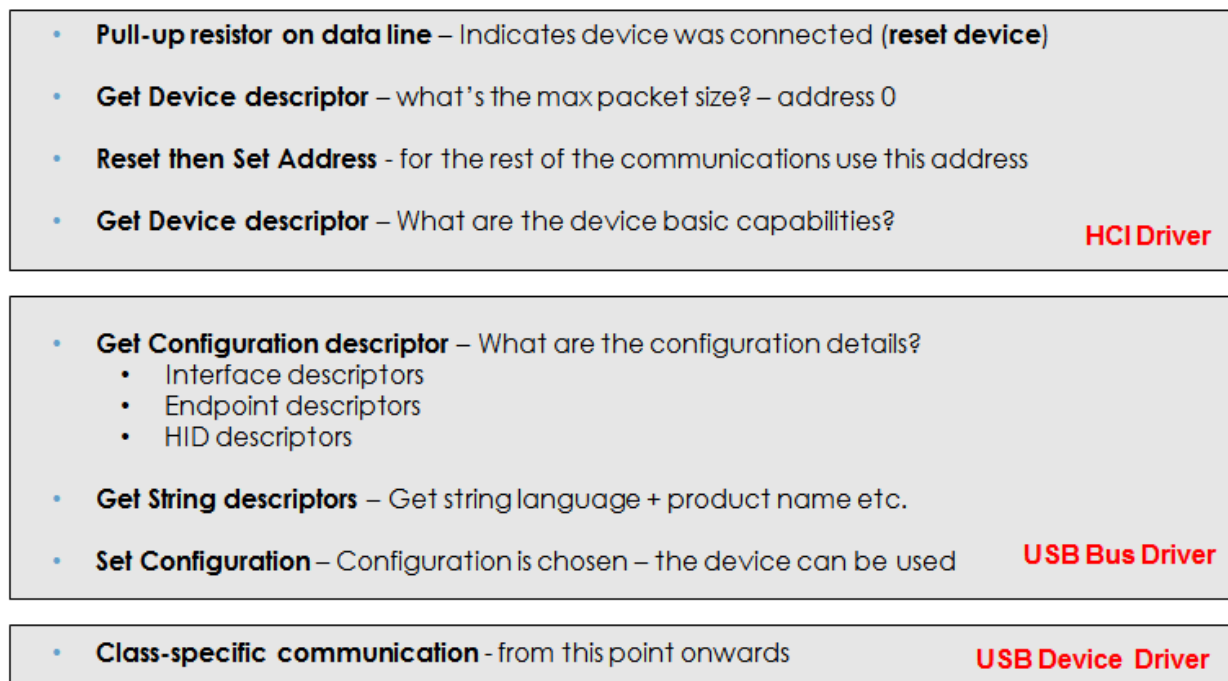 • Pull-up resistor on data line – Indicates device was connected (reset device)
• Get Device descriptor – what's the max packet size? – address 0
• Reset then Set Address - for the rest of the communications use this address
• Get Device descriptor – What are the device basic capabilities?
HCI Driver
• Get Configuration descriptor – What are the configuration details?
• Interface descriptors
• Endpoint descriptors
• HID descriptors
• Get String descriptors – Get string language + product name etc.
• Set Configuration – Configuration is chosen – the device can be used
USB Bus Driver
• Class-specific communication - from this point onwards
USB Device Driver